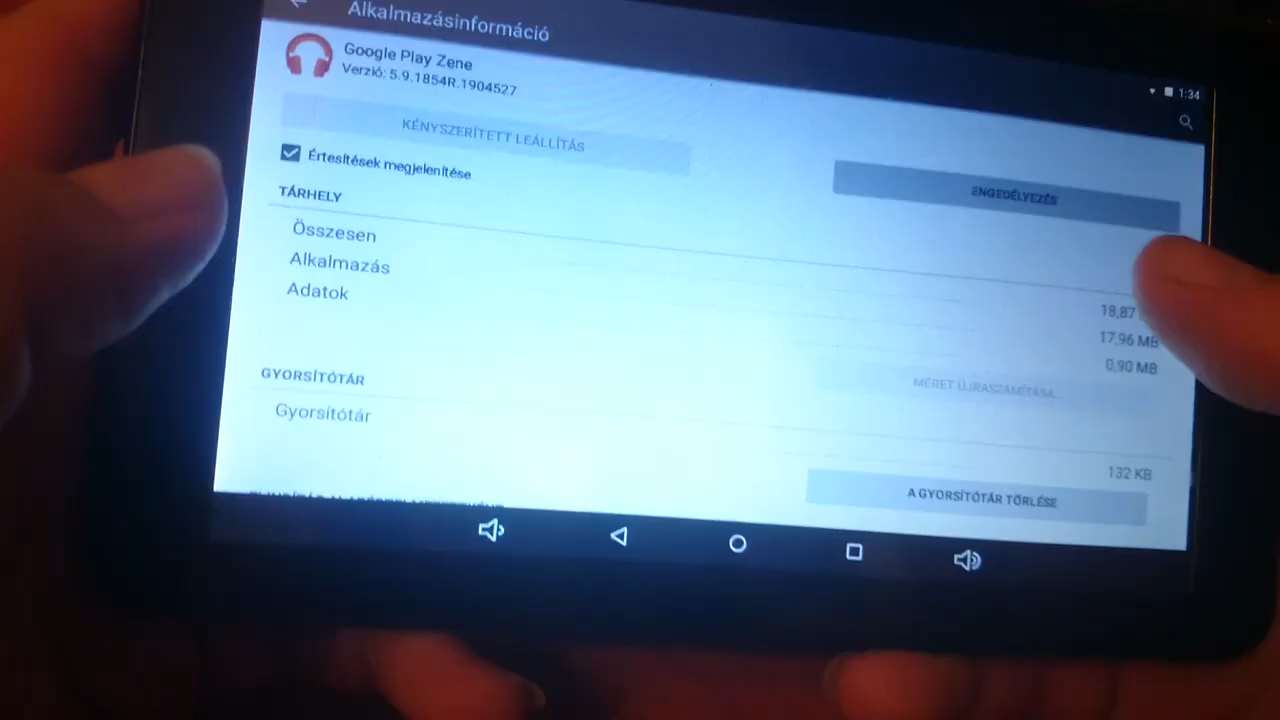 Alkalmazásinformáció
1:34
Google Play Zene
Verzió: 5.9.1854R.1904527
KÉNYSZERÍTETT LEÁLLÍTÁS
ENGEDÉLYEZÉS
Értesítések megjelenítése
TÁRHELY
Összesen
18,87
Alkalmazás
17,96 MB
Adatok
0,90 MB
MÉRET ÚJRASZÁMÍTÁSA...
GYORSÍTÓTÁR
Gyorsítótár
132 KB
A GYORSÍTÓTÁR TÖRLÉSE